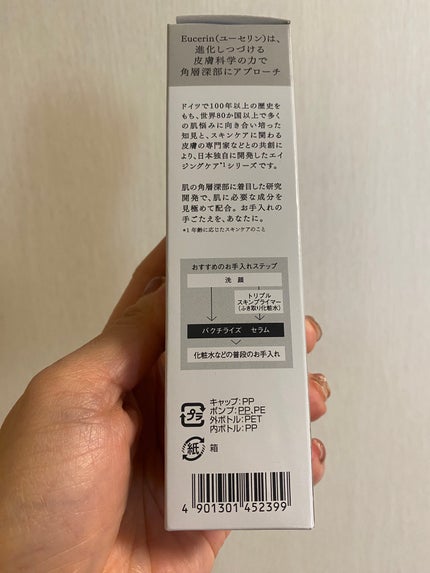 Eucerin(ユーセリン)は、
進化しつづける
皮膚科学の力で
角層深部にアプローチ
ドイツで100年以上の歴史を
もち、世界80か国以上で多く
の肌悩みに向き合い培った
知見と、スキンケアに関わる
皮膚の専門家などとの共創に
より、日本独自に開発したエイ
ジングケア*1シリーズです。
肌の角層深部に着目した研究
開発で、肌に必要な成分を
見極めて配合。お手入れの
手ごたえを、あなたに。
*1 年齢に応じたスキンケアのこと
おすすめのお手入れステップ
洗顔
トリプル
スキンプライマー
(ふき取り化粧水)
バクチライズ セラム
化粧水などの普段のお手入れ
プラ
キャップ:PP
ポンプ:PP,PE
外ボトル:PET
内ボトル:PP
紙
箱
4 901301 452399